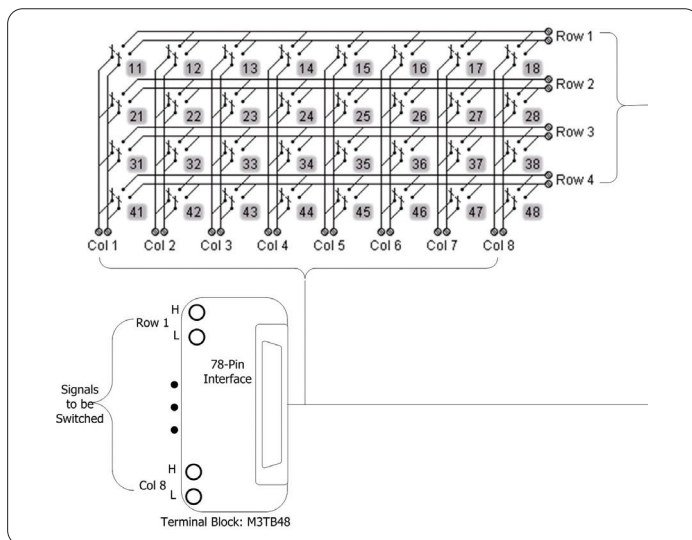 Row 1
11 12 13 14 15 16 17 18
Row 2
21 22 23 24 25 26 27 28
Row 3
31 32 33 34 35 36 37 38
Row 4
41 42 43 44 45 46 47 48
Col 1 Col 2 Col 3 Col 4 Col 5 Col 6 Col 7 Col 8
H
Row 1
L
78-Pin
Interface
Signals
to be
Switched
H
Col 8
L
Terminal Block: M3TB48